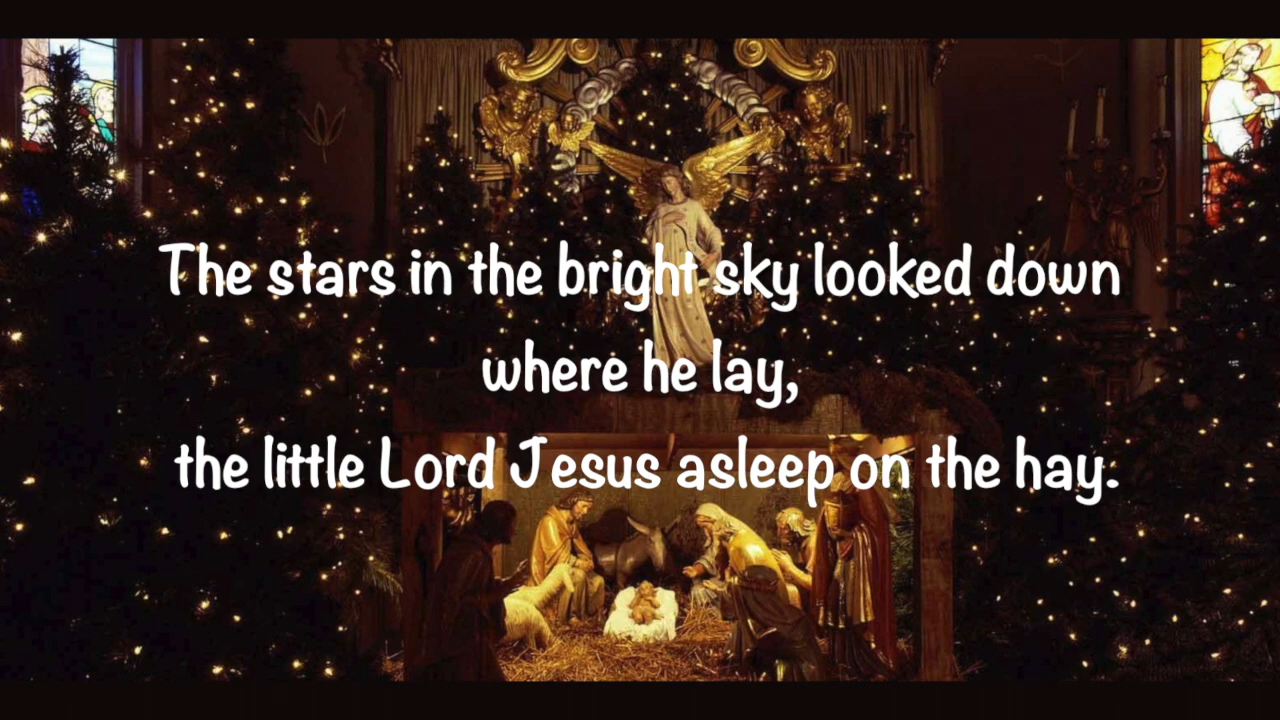 The stars in the bright sky looked down
where he lay,
the little Lord Jesus asleep on the hay.